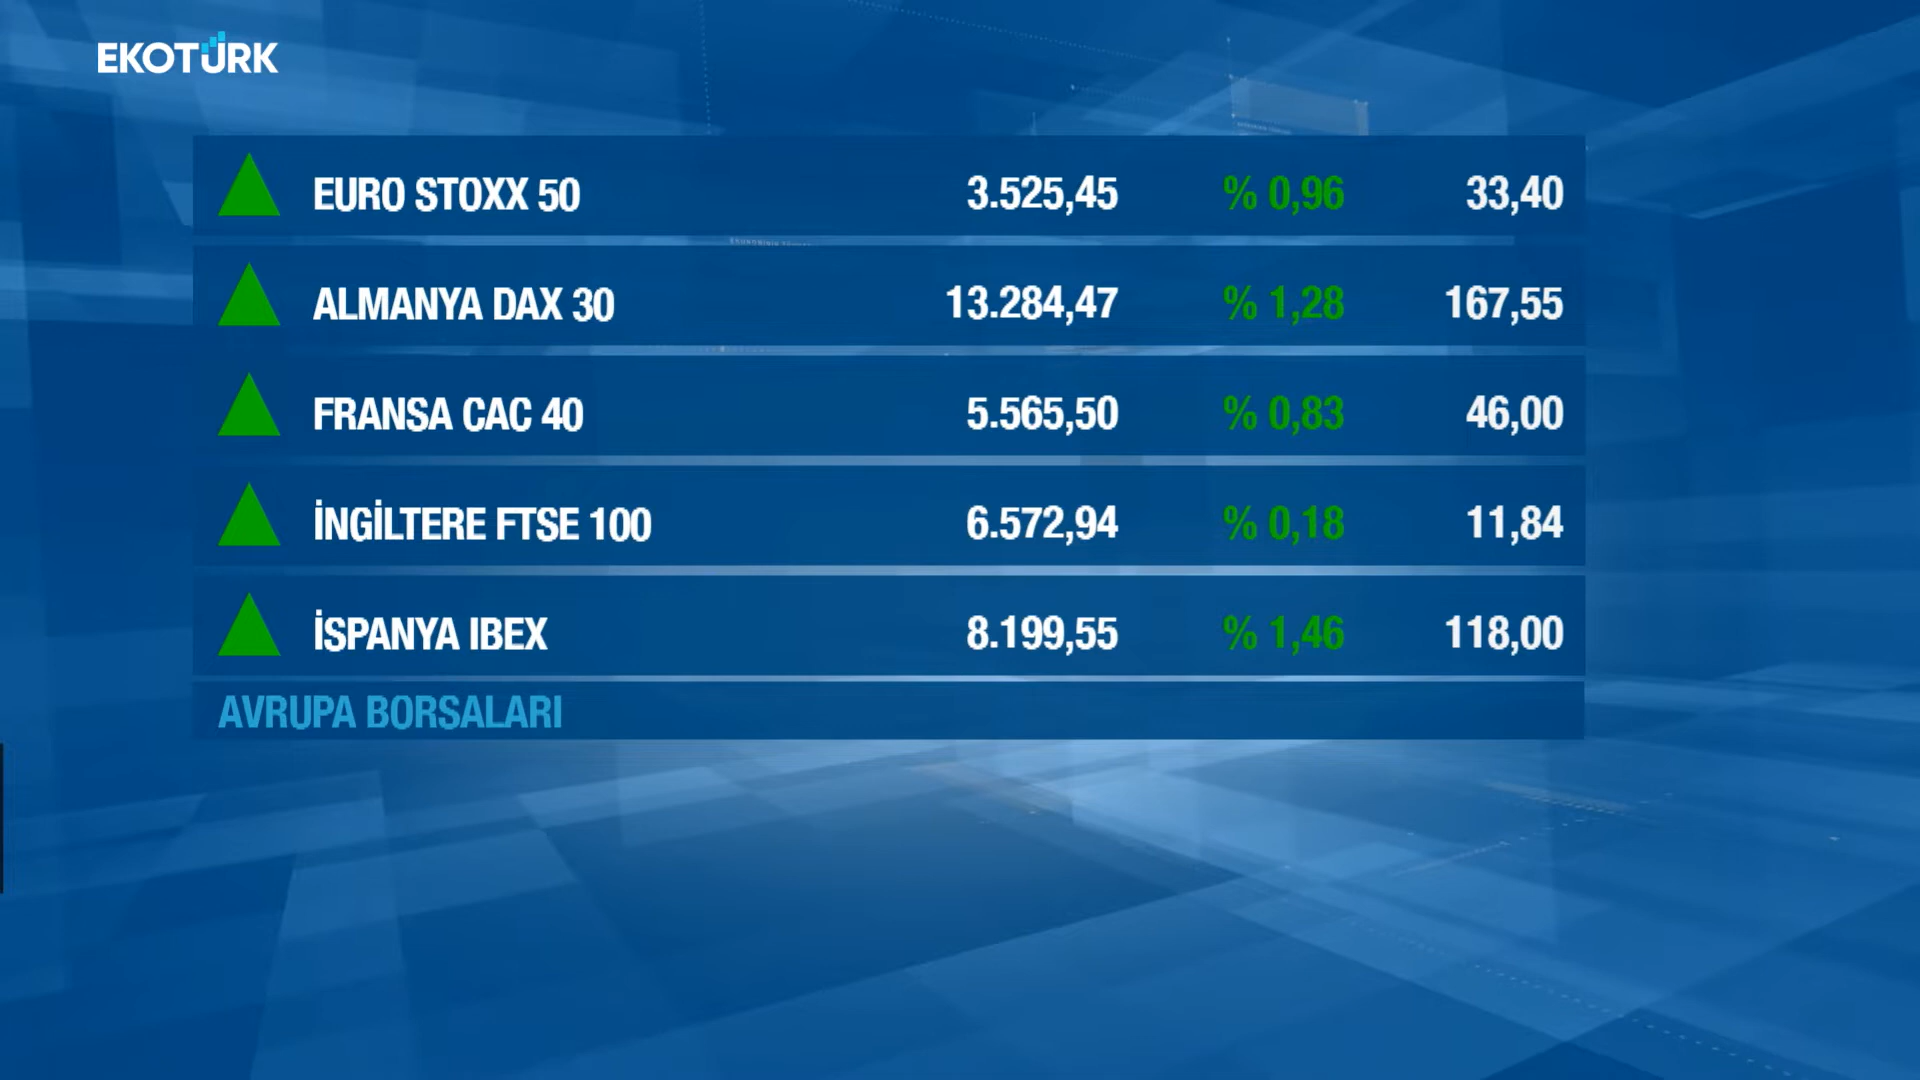 EKOTÜRK
EURO STOXX 50 3.525,45 % 0,96 33,40
ALMANYA DAX 30 13.284,47 % 1,28 167,55
FRANSA CAC 40 5.565,50 % 0,83 46,00
İNGİLTERE FTSE 100 6.572,94 % 0,18 11,84
İSPANYA IBEX 8.199,55 % 1,46 118,00
AVRUPA BORSALARI